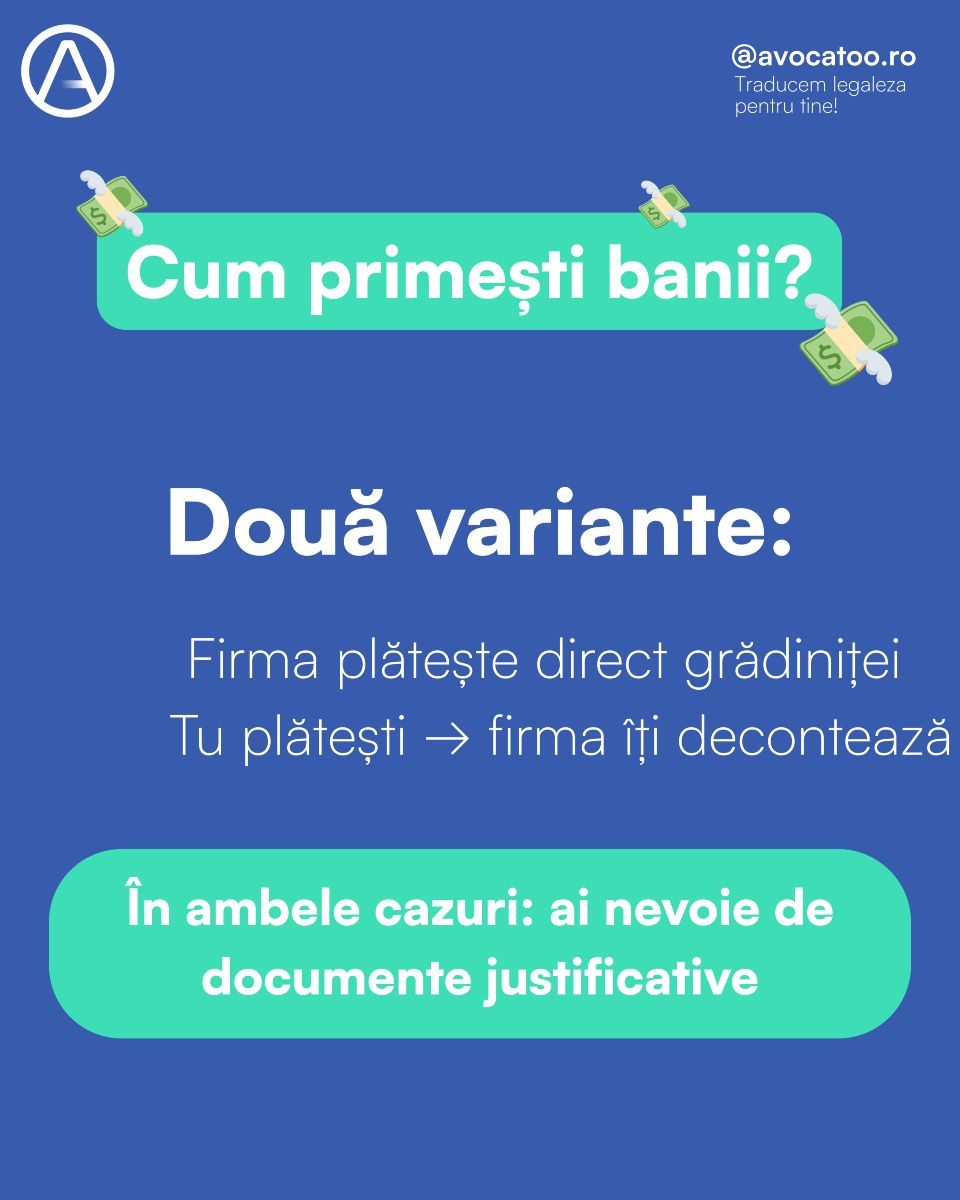 @avocatoo.ro
Traducem legaleza
pentru tine!
Cum primești banii?
Două variante:
Firma plătește direct grădiniței
Tu plătești → firma îți decontează
În ambele cazuri: ai nevoie de
documente justificative